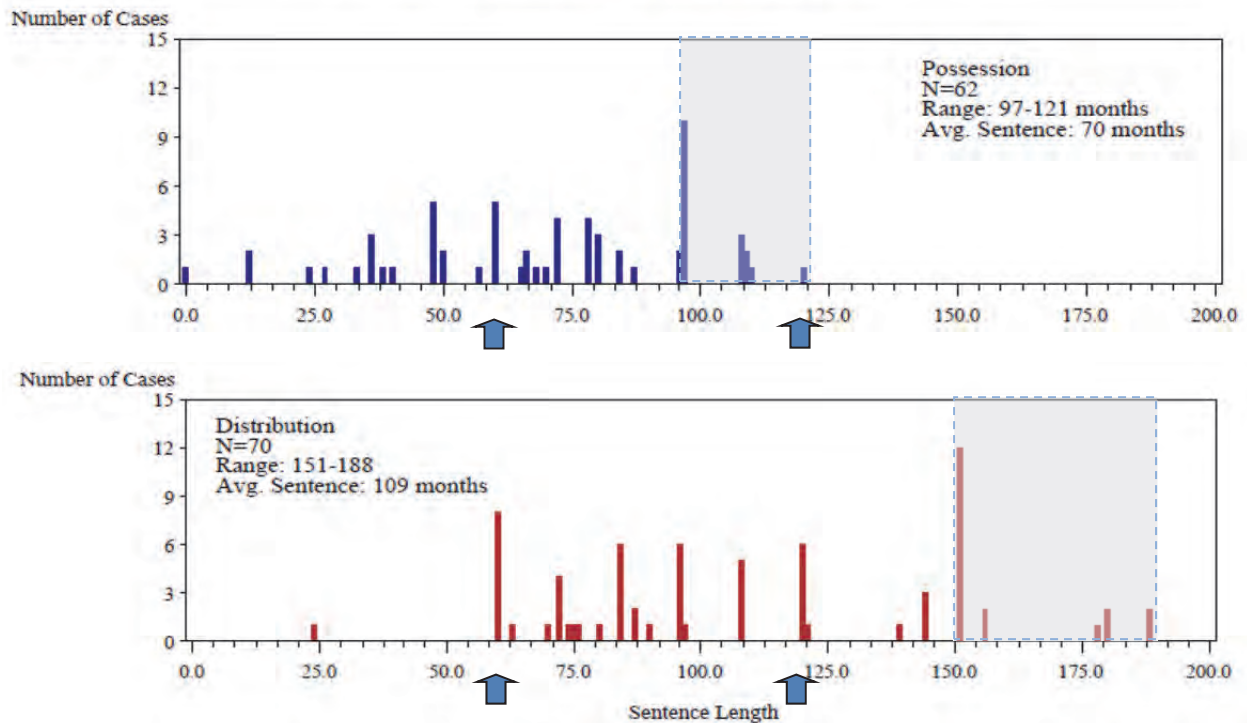 Number of Cases
15
12
9
6
3
0
Possession
N=62
Range: 97-121 months
Avg. Sentence: 70 months
0.0 25.0 50.0 75.0 100.0 125.0 150.0 175.0 200.0
Number of Cases
15
12
9
6
3
0
Distribution
N=70
Range: 151-188
Avg. Sentence: 109 months
0.0 25.0 50.0 75.0 100.0 125.0 150.0 175.0 200.0
Sentence Length